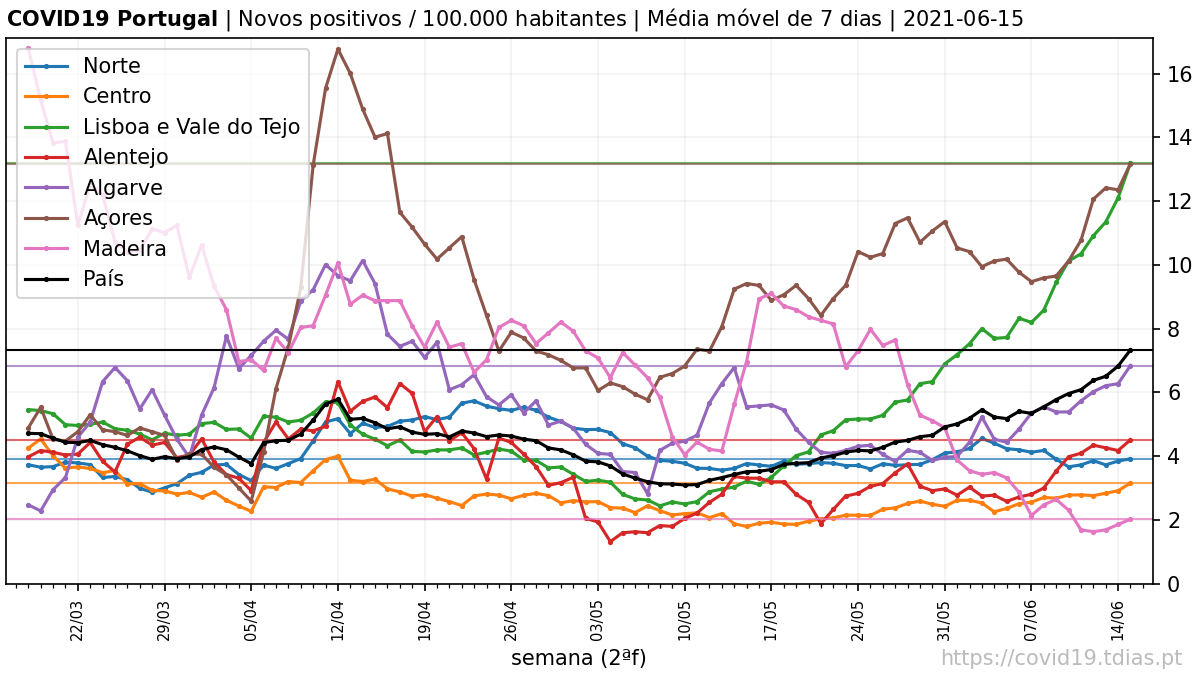 COVID19 Portugal | Novos positivos / 100.000 habitantes | Média móvel de 7 dias | 2021-06-15
Norte
Centro
Lisboa e Vale do Tejo
Alentejo
Algarve
Açores
Madeira
País
16
14
12
10
8
6
4
2
0
22/03
29/03
05/04
12/04
19/04
26/04
03/05
10/05
17/05
24/05
31/05
07/06
14/06
semana (2ªf)
https://covid19.tdias.pt